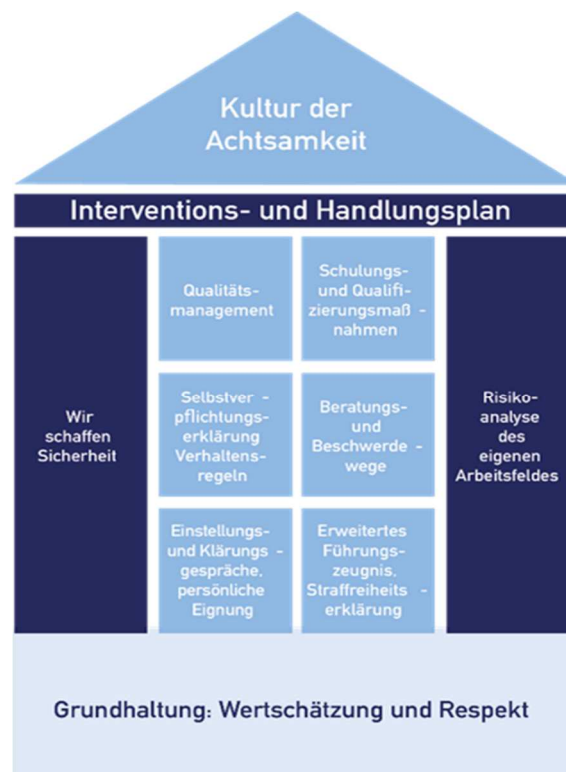 Kultur der
Achtsamkeit
Interventions- und Handlungsplan
Wir
schaffen
Sicherheit
Qualitäts-
management
Schulungs-
und Qualifi-
zierungsmaß -
nahmen
Selbstver -
pflichtungs-
erklärung
Verhaltens-
regeln
Beratungs-
und
Beschwerde -
wege
Einstellungs-
und Klärungs -
gespräche,
persönliche
Eignung
Erweitertes
Führungs-
zeugnis,
Straffreiheits -
erklärung
Risiko-
analyse
des
eigenen
Arbeitsfeldes
Grundhaltung: Wertschätzung und Respekt